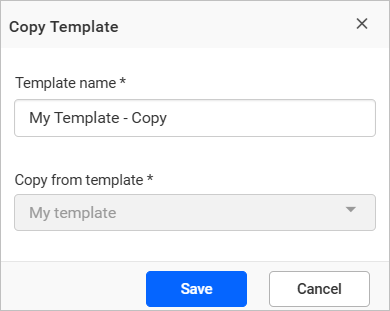 Copy Template
Template name *
My Template - Copy
Copy from template *
My template
Save
Cancel